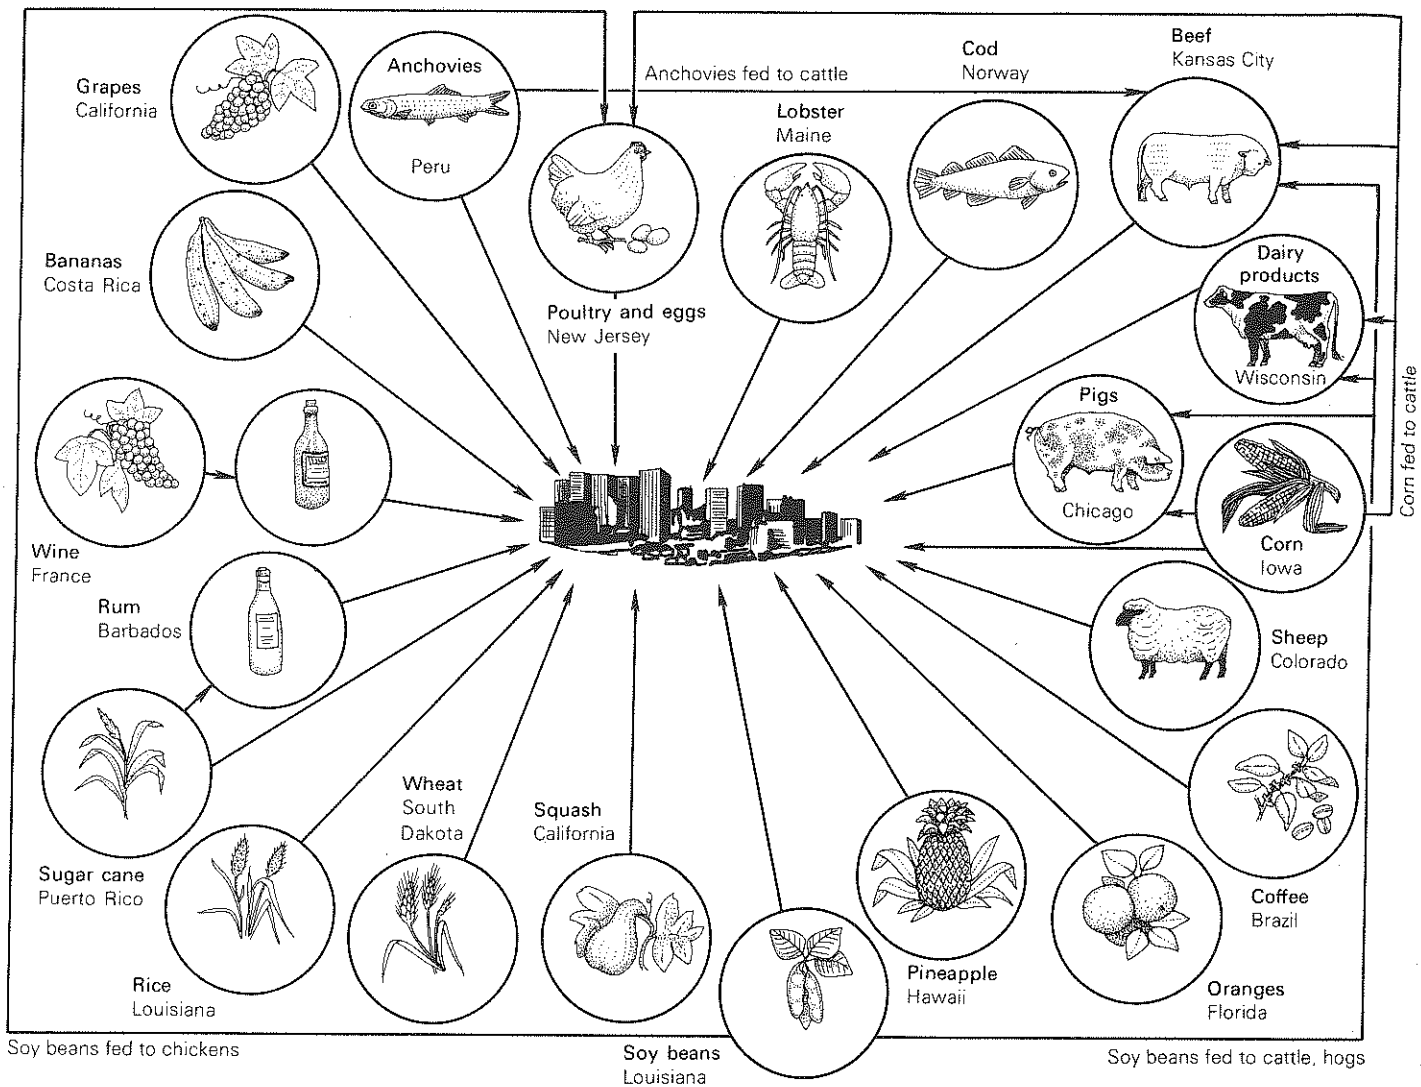 Grapes
California
Anchovies
Peru
Anchovies fed to cattle
Cod
Norway
Beef
Kansas City
Lobster
Maine
Bananas
Costa Rica
Poultry and eggs
New Jersey
Dairy
products
Wisconsin
Pigs
Chicago
Corn fed to cattle
Corn
Iowa
Wine
France
Rum
Barbados
Sheep
Colorado
Sugar cane
Puerto Rico
Wheat
South
Dakota
Squash
California
Coffee
Brazil
Rice
Louisiana
Pineapple
Hawaii
Oranges
Florida
Soy beans fed to chickens
Soy beans
Louisiana
Soy beans fed to cattle, hogs